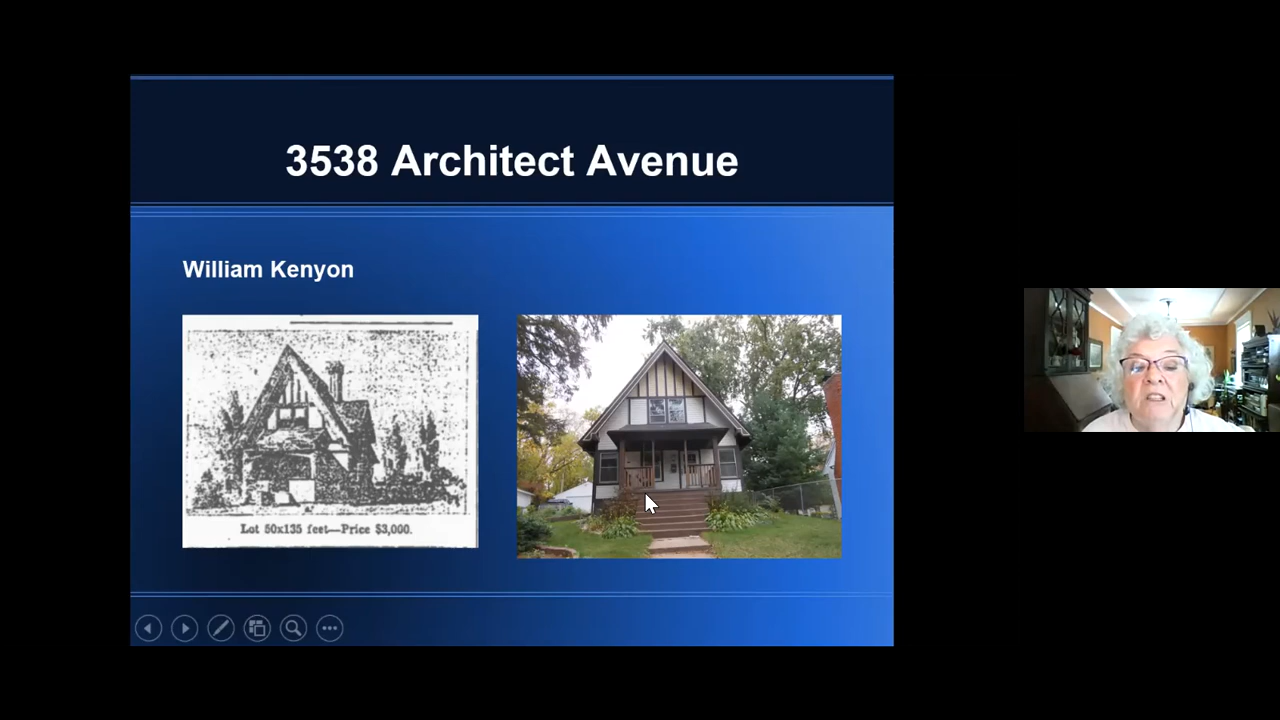 3538 Architect Avenue
William Kenyon
Lot 50x135 feet—Price $3,000.